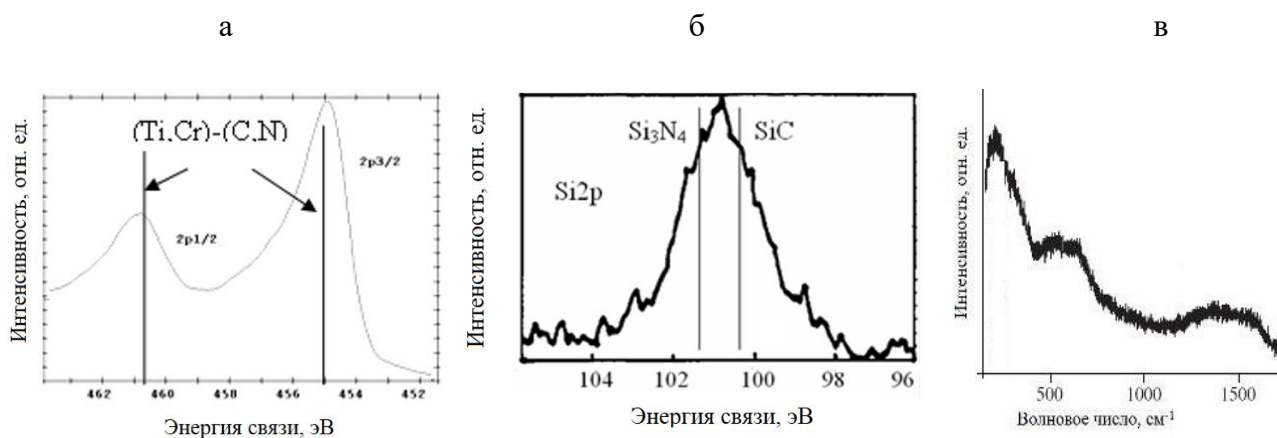 а
б
в
Интенсивность, отн. ед.
(Ti,Cr)-(C,N)
2p3/2
2p1/2
462 460 458 456 454 452
Энергия связи, эВ
Интенсивность, отн. ед.
Si₃N₄
SiC
Si2p
104 102 100 98 96
Энергия связи, эВ
Интенсивность, отн. ед.
500 1000 1500
Волновое число, см⁻¹